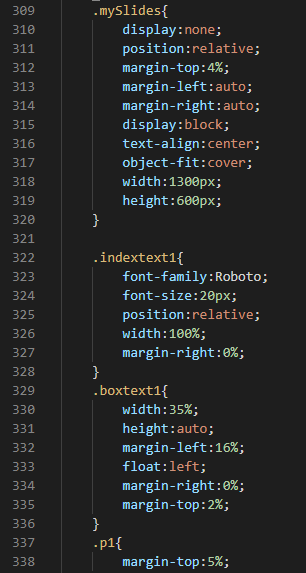 309 .mySlides{
310 display:none;
311 position:relative;
312 margin-top:4%;
313 margin-left:auto;
314 margin-right:auto;
315 display:block;
316 text-align:center;
317 object-fit:cover;
318 width:1300px;
319 height:600px;
320 }
321
322 .indextext1{
323 font-family:Roboto;
324 font-size:20px;
325 position:relative;
326 width:100%;
327 margin-right:0%;
328 }
329 .boxtext1{
330 width:35%;
331 height:auto;
332 margin-left:16%;
333 float:left;
334 margin-right:0%;
335 margin-top:2%;
336 }
337 .p1{
338 margin-top:5%;